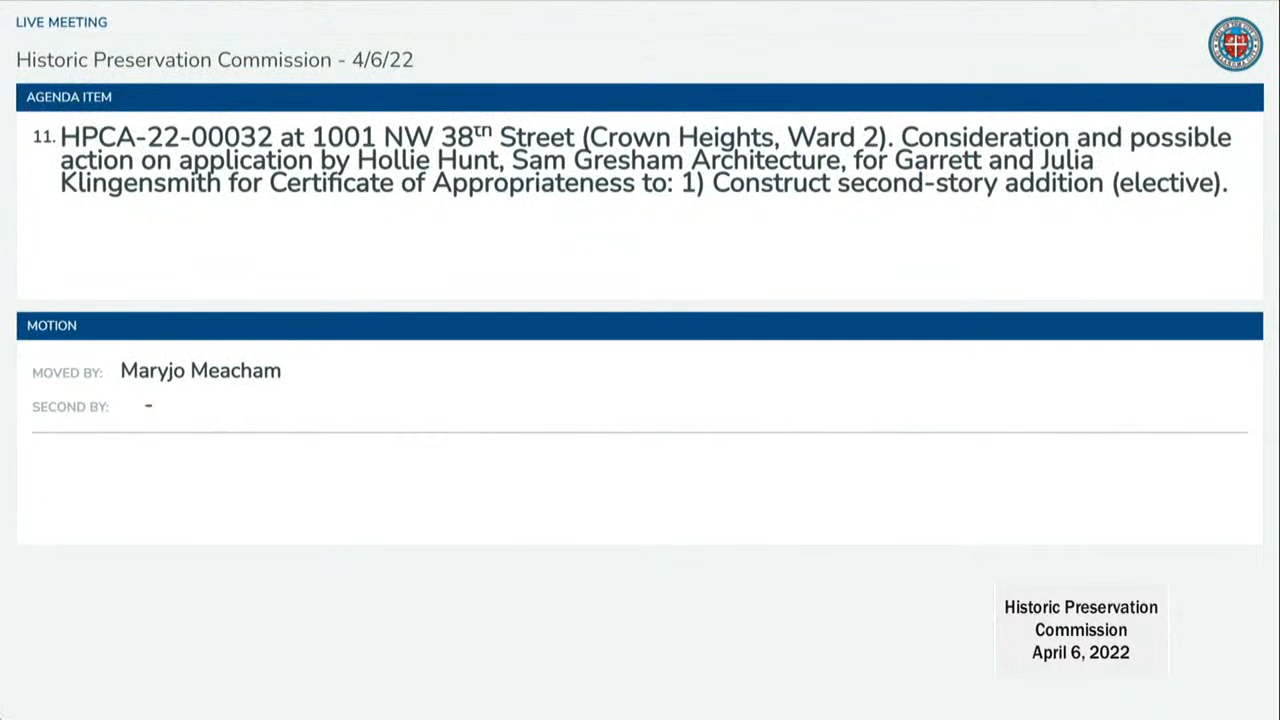 LIVE MEETING
Historic Preservation Commission - 4/6/22
AGENDA ITEM
11. HPCA-22-00032 at 1001 NW 38th Street (Crown Heights, Ward 2). Consideration and possible
action on application by Hollie Hunt, Sam Gresham Architecture, for Garrett and Julia
Klingensmith for Certificate of Appropriateness to: 1) Construct second-story addition (elective).
MOTION
MOVED BY: Maryjo Meacham
SECOND BY: -
Historic Preservation
Commission
April 6, 2022